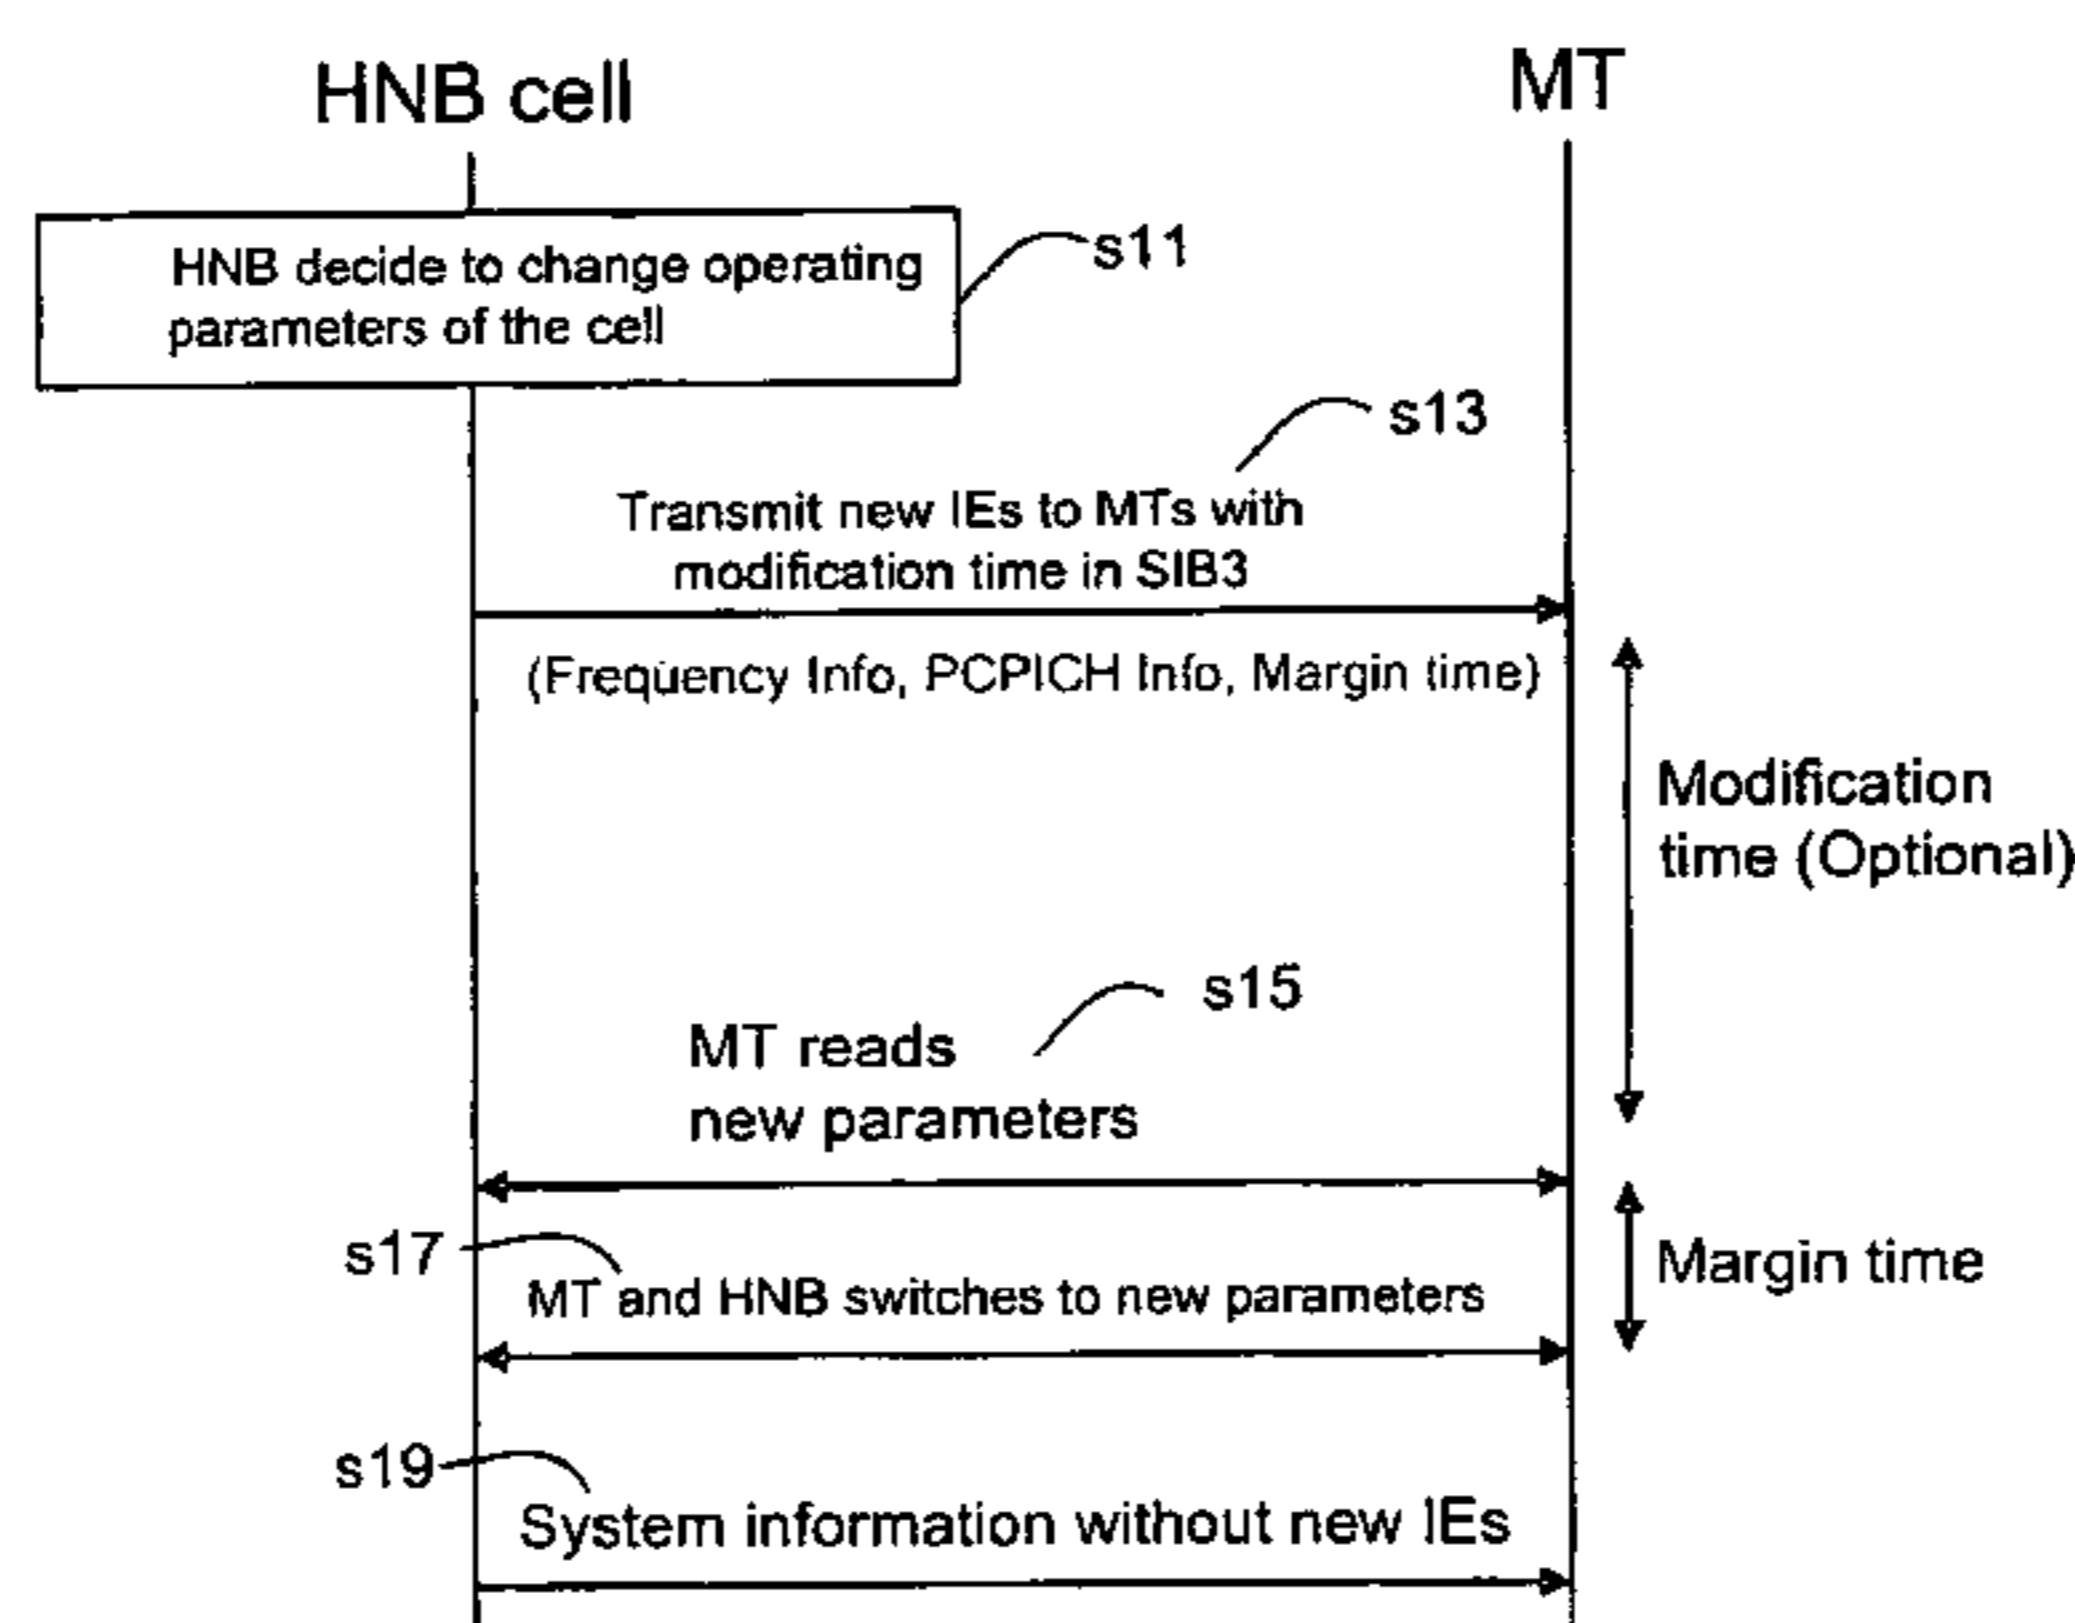 HNB cell
MT
HNB decide to change operating
parameters of the cell
s11
s13
Transmit new IEs to MTs with
modification time in SIB3
(Frequency Info, PCPICH Info, Margin time)
Modification
time (Optional)
s15
MT reads
new parameters
s17
MT and HNB switches to new parameters
Margin time
s19
System information without new IEs